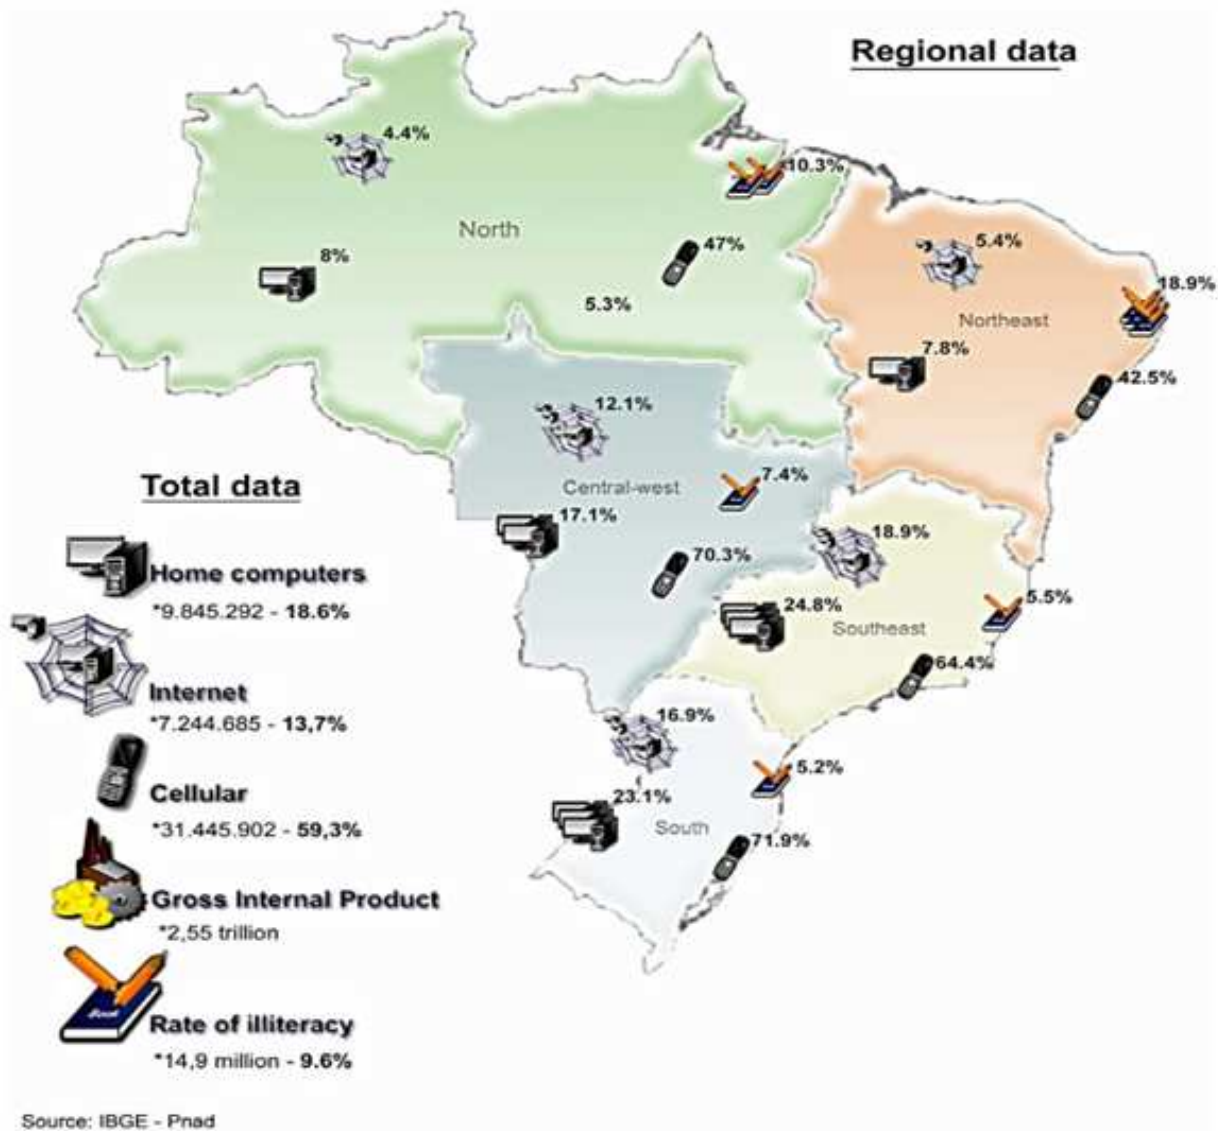 Regional data
4.4%
10.3%
North
47%
8%
5.3%
5.4%
18.9%
Northeast
7.8%
42.5%
12.1%
Central-west
7.4%
17.1%
70.3%
18.9%
24.8%
5.5%
Southeast
64.4%
16.9%
5.2%
23.1%
South
71.9%
Total data
Home computers
*9.845.292 - 18.6%
Internet
*7.244.685 - 13,7%
Cellular
*31.445.902 - 59,3%
Gross Internal Product
*2,55 trillion
Book
Rate of illiteracy
*14,9 million - 9.6%
Source: IBGE - Pnad